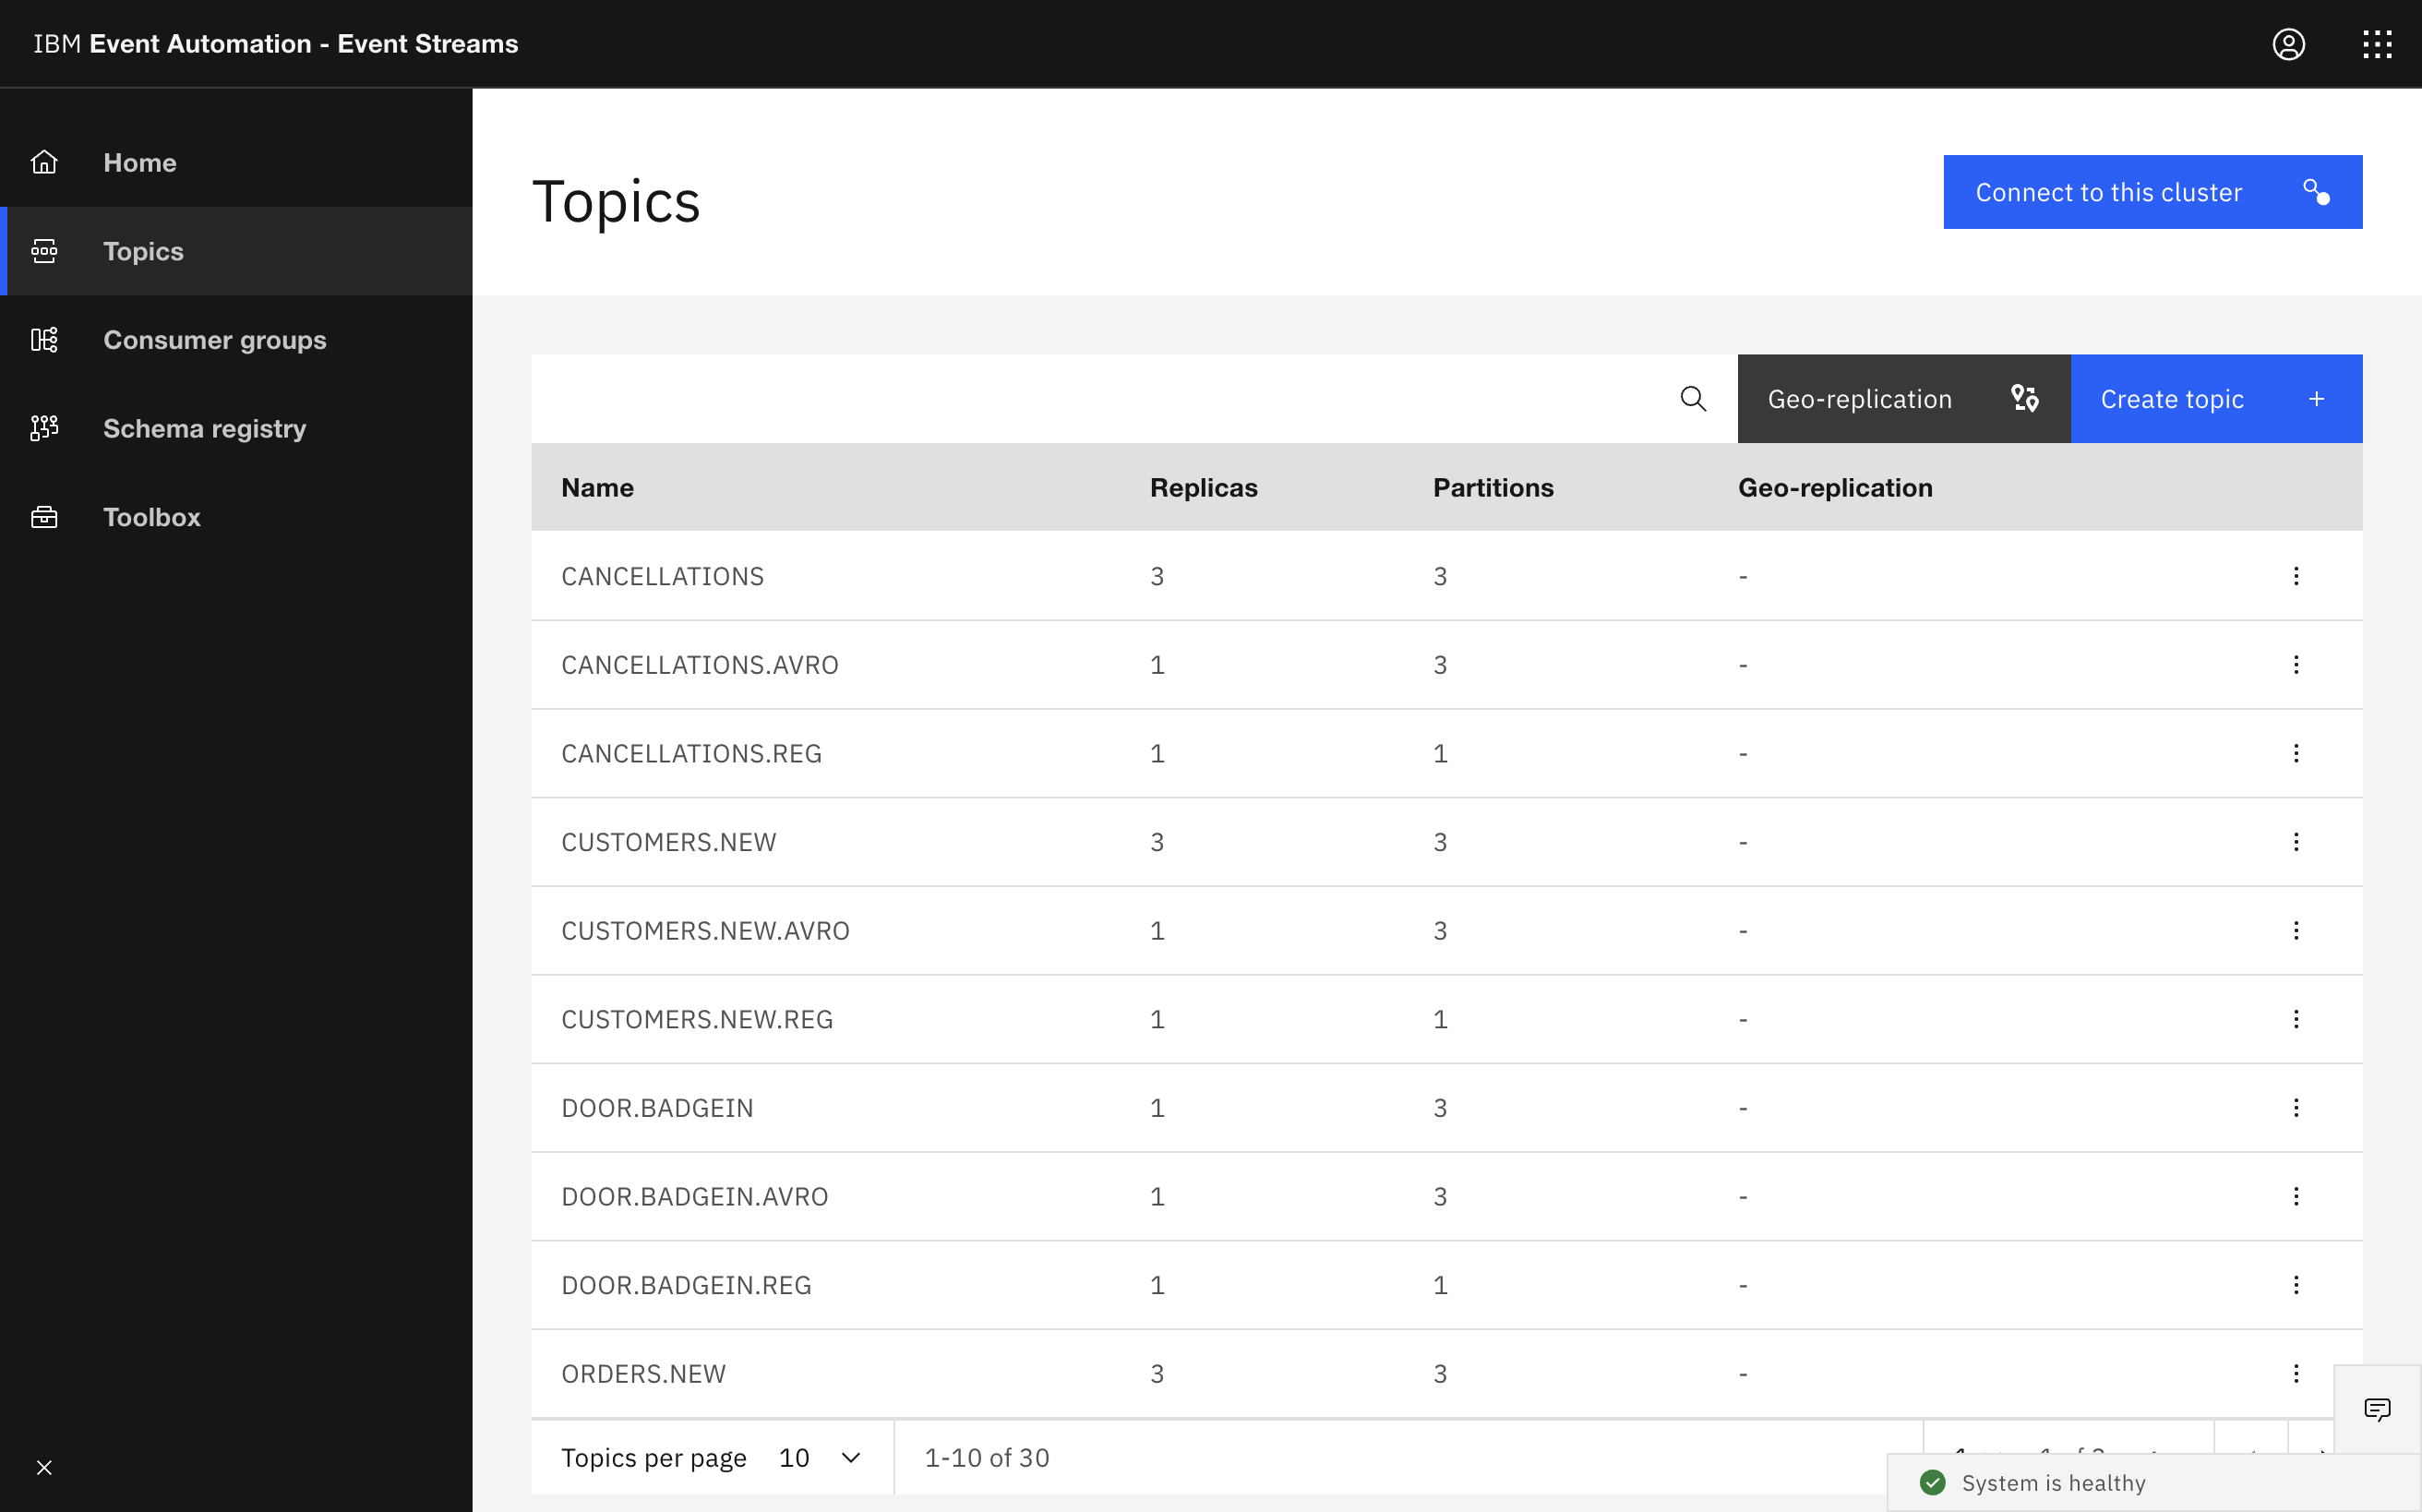 IBM Event Automation - Event Streams
Home
Topics
Consumer groups
Schema registry
Toolbox
Topics
Connect to this cluster
Geo-replication
Create topic
Name Replicas Partitions Geo-replication
CANCELLATIONS 3 3 -
CANCELLATIONS.AVRO 1 3 -
CANCELLATIONS.REG 1 1 -
CUSTOMERS.NEW 3 3 -
CUSTOMERS.NEW.AVRO 1 3 -
CUSTOMERS.NEW.REG 1 1 -
DOOR.BADGEIN 1 3 -
DOOR.BADGEIN.AVRO 1 3 -
DOOR.BADGEIN.REG 1 1 -
ORDERS.NEW 3 3 -
Topics per page 10 1-10 of 30
System is healthy